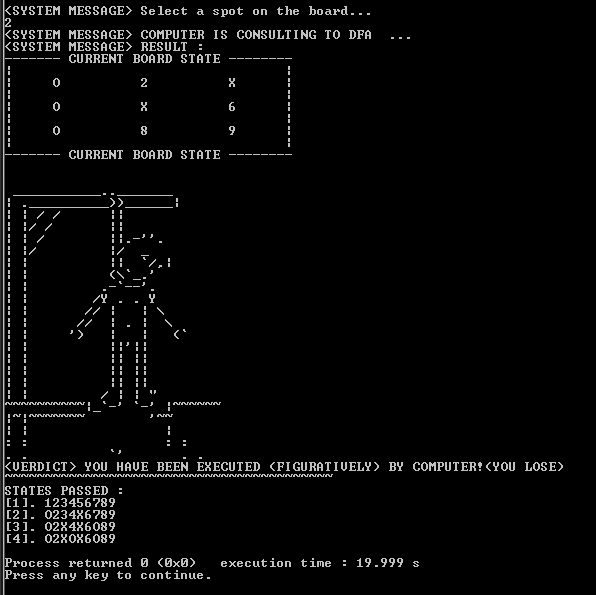 <SYSTEM MESSAGE> Select a spot on the board...
2
<SYSTEM MESSAGE> COMPUTER IS CONSULTING TO DFA ...
<SYSTEM MESSAGE> RESULT :
------- CURRENT BOARD STATE --------
O 2 X
O X 6
O 8 9
------- CURRENT BOARD STATE --------
<VERDICT> YOU HAVE BEEN EXECUTED (FIGURATIVELY) BY COMPUTER!(YOU LOSE)
STATES PASSED :
[1]. 123456789
[2]. O234X6789
[3]. O2X4X6O89
[4]. O2XOX6O89
Process returned 0 (0x0) execution time : 19.999 s
Press any key to continue.